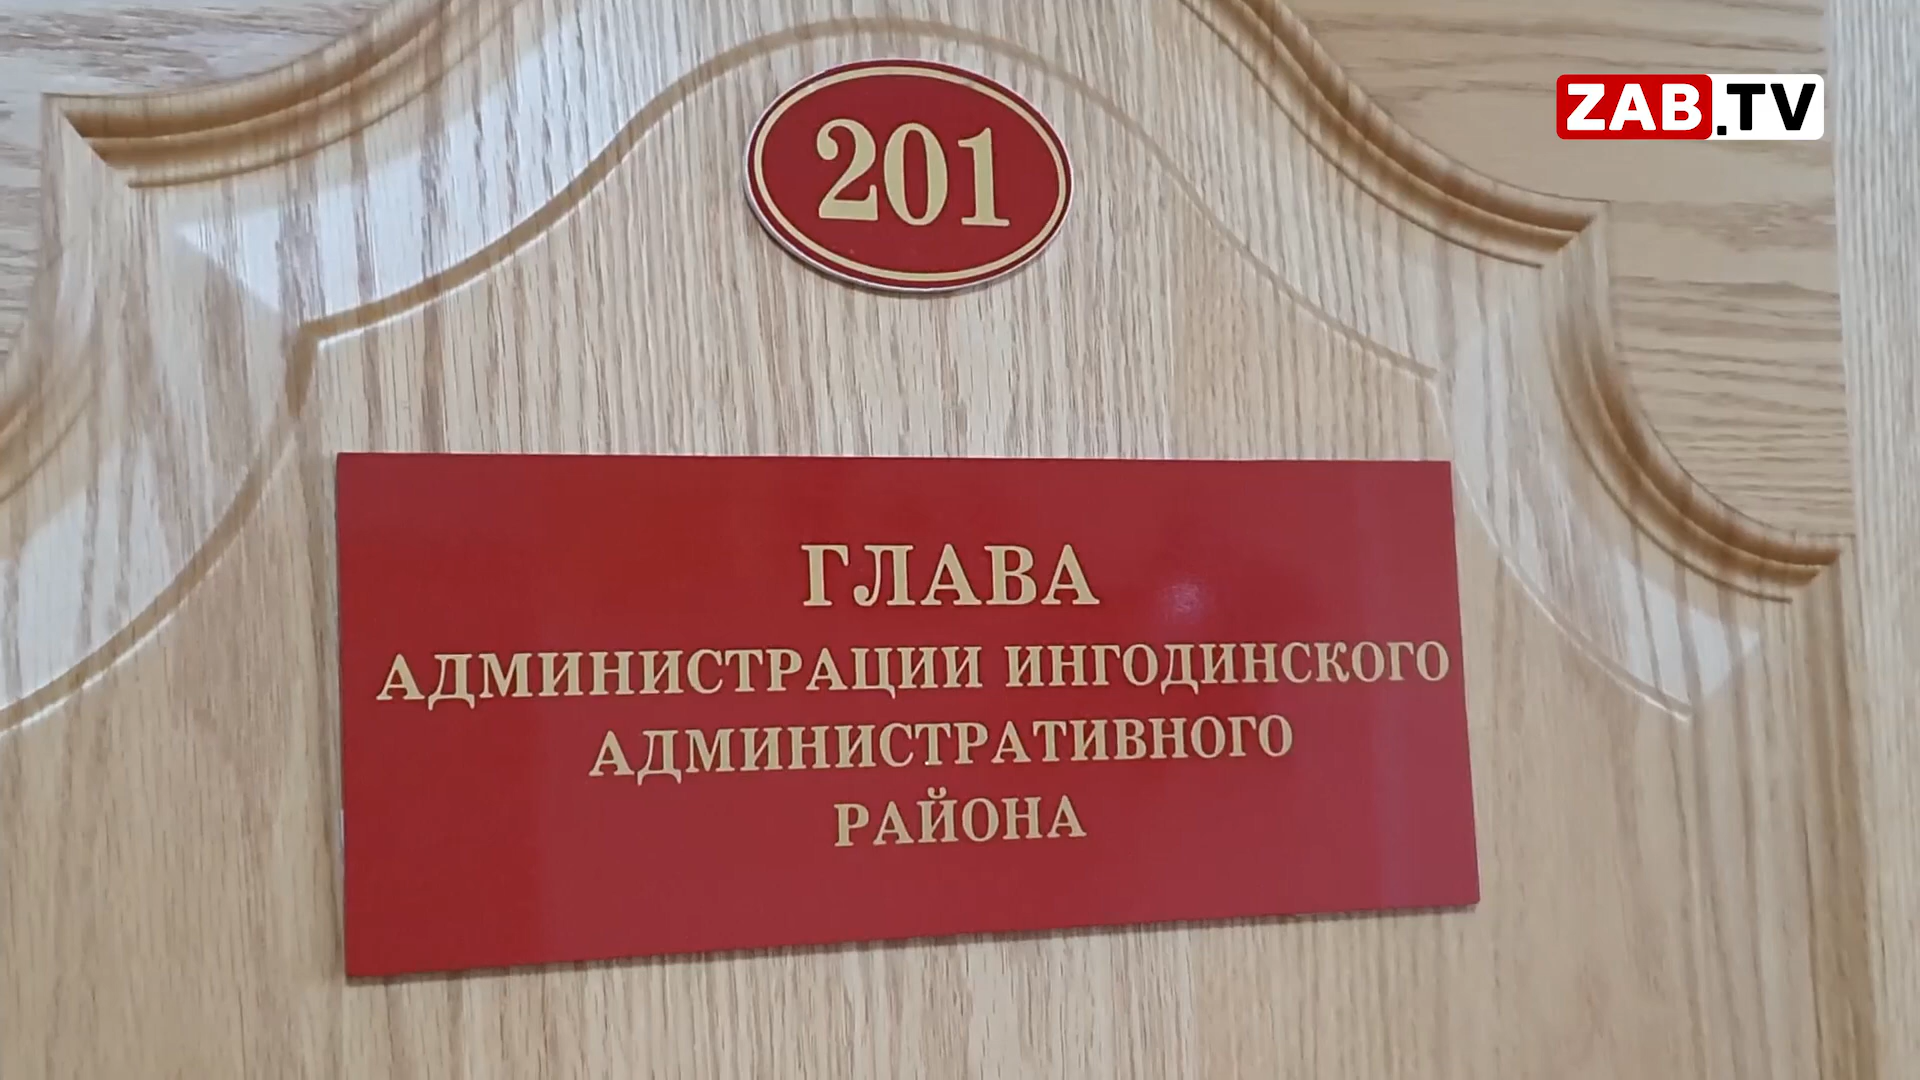 ZAB.TV
201
ГЛАВА
АДМИНИСТРАЦИИ ИНГОДИНСКОГО
АДМИНИСТРАТИВНОГО
РАЙОНА